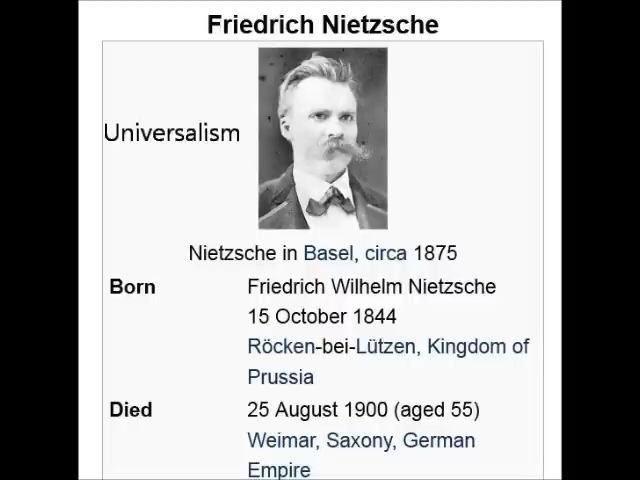 Friedrich Nietzsche
Universalism
Nietzsche in Basel, circa 1875
Born Friedrich Wilhelm Nietzsche
15 October 1844
Röcken-bei-Lützen, Kingdom of
Prussia
Died 25 August 1900 (aged 55)
Weimar, Saxony, German
Empire